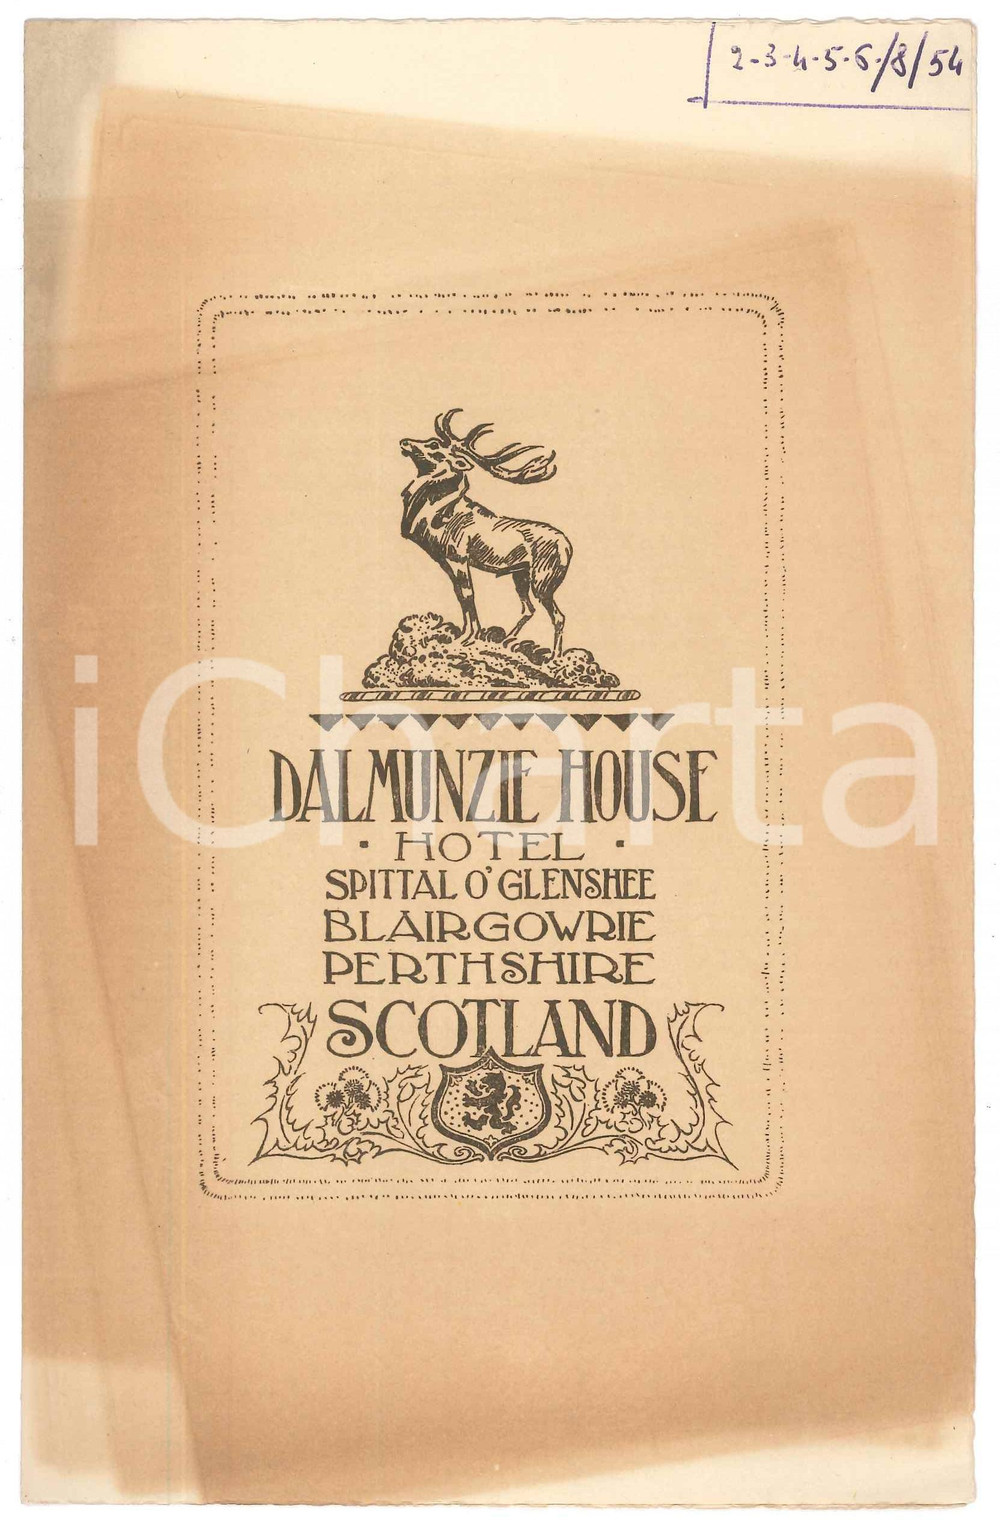 2-3-4-5-6/8/54
DALMUNZIE HOUSE
· HOTEL ·
SPITTAL O' GLENSHEE
BLAIRGOWRIE
PERTHSHIRE
SCOTLAND
iCharta